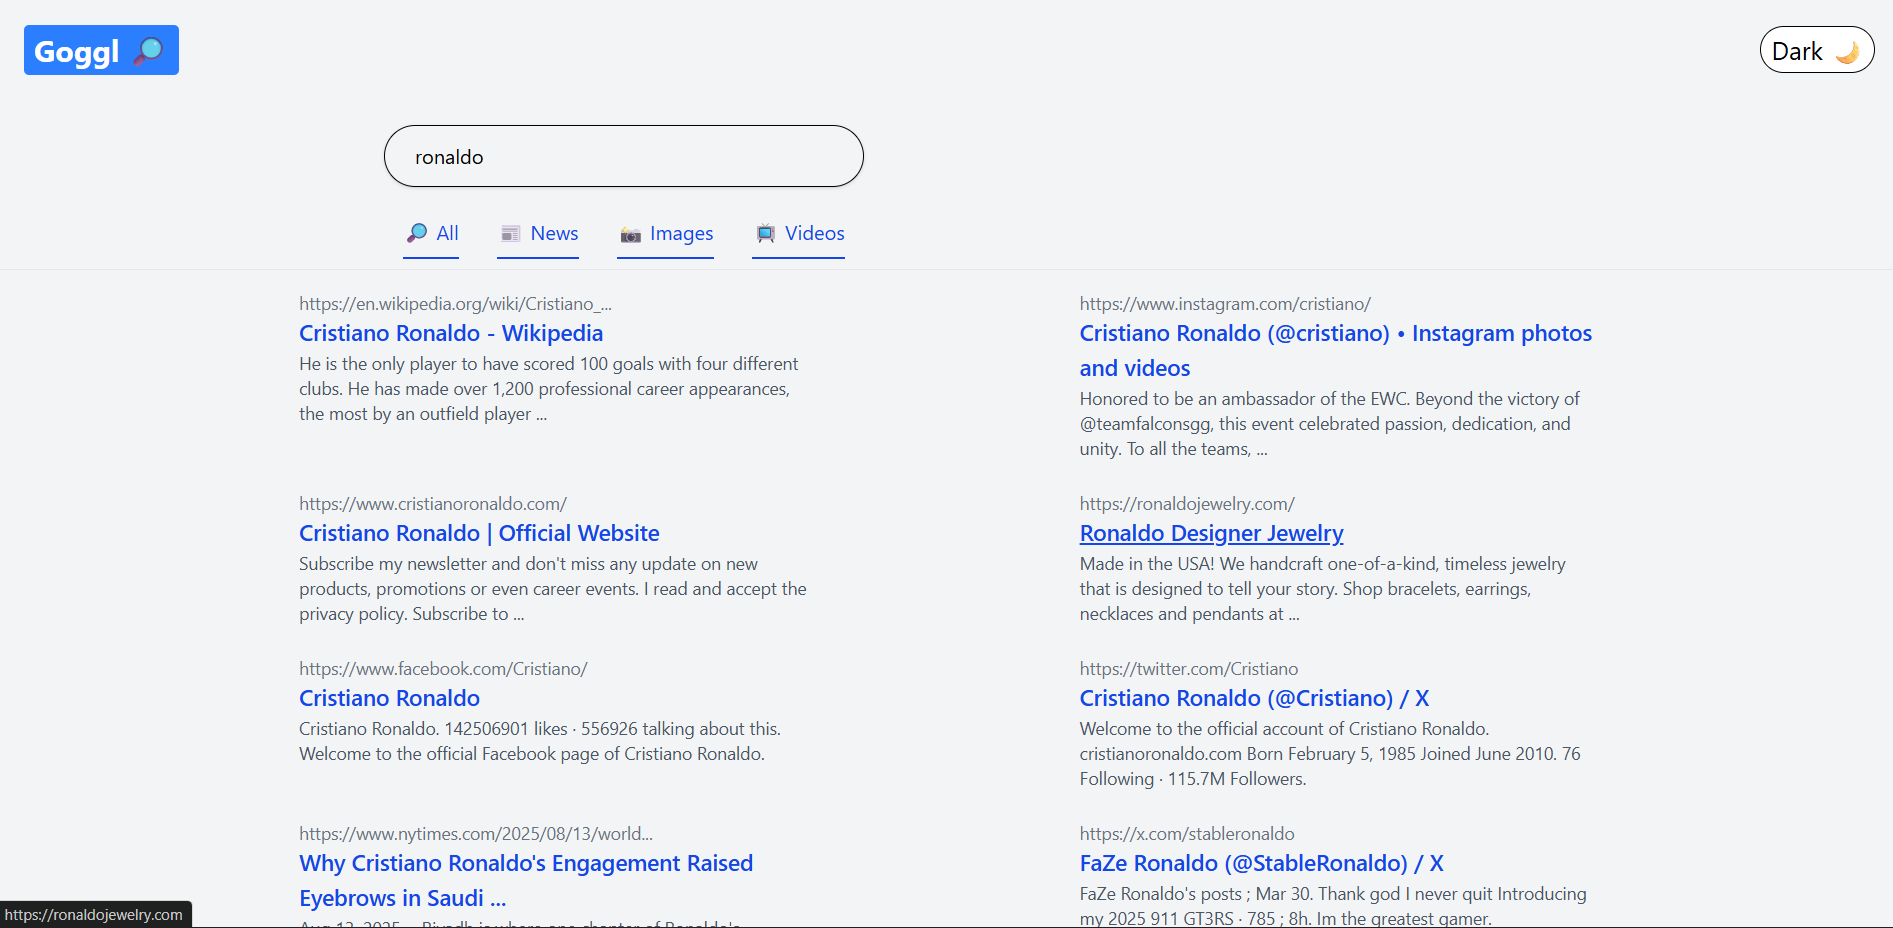 Goggl
Dark
ronaldo
All
News
Images
Videos
https://en.wikipedia.org/wiki/Cristiano_...
Cristiano Ronaldo - Wikipedia
He is the only player to have scored 100 goals with four different
clubs. He has made over 1,200 professional career appearances,
the most by an outfield player ...
https://www.instagram.com/cristiano/
Cristiano Ronaldo (@cristiano) • Instagram photos
and videos
Honored to be an ambassador of the EWC. Beyond the victory of
@teamfalconsgg, this event celebrated passion, dedication, and
unity. To all the teams, ...
https://www.cristianoronaldo.com/
Cristiano Ronaldo | Official Website
Subscribe my newsletter and don't miss any update on new
products, promotions or even career events. I read and accept the
privacy policy. Subscribe to ...
https://ronaldojewelry.com/
Ronaldo Designer Jewelry
Made in the USA! We handcraft one-of-a-kind, timeless jewelry
that is designed to tell your story. Shop bracelets, earrings,
necklaces and pendants at ...
https://www.facebook.com/Cristiano/
Cristiano Ronaldo
Cristiano Ronaldo. 142506901 likes · 556926 talking about this.
Welcome to the official Facebook page of Cristiano Ronaldo.
https://twitter.com/Cristiano
Cristiano Ronaldo (@Cristiano) / X
Welcome to the official account of Cristiano Ronaldo.
cristianoronaldo.com Born February 5, 1985 Joined June 2010. 76
Following · 115.7M Followers.
https://www.nytimes.com/2025/08/13/world...
Why Cristiano Ronaldo's Engagement Raised
Eyebrows in Saudi ...
Aug 13, 2025 ... Riyadh is where one chapter of Ronaldo's
https://x.com/stableronaldo
FaZe Ronaldo (@StableRonaldo) / X
FaZe Ronaldo's posts ; Mar 30. Thank god I never quit Introducing
my 2025 911 GT3RS · 785 ; 8h. Im the greatest gamer.
https://ronaldojewelry.com